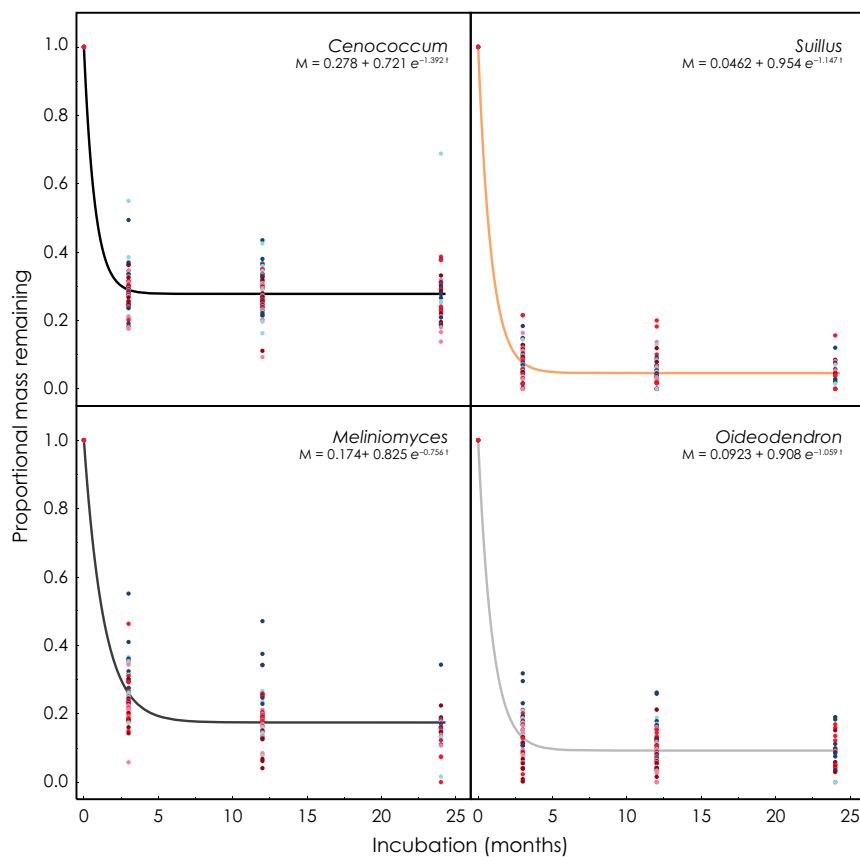 Cenococcum
M = 0.278 + 0.721 e–1.392 t
Suillus
M = 0.0462 + 0.954 e–1.147 t
1.0
0.8
0.6
0.4
0.2
0.0
Meliniomyces
M = 0.174+ 0.825 e–0.756 t
Oideodendron
M = 0.0923 + 0.908 e–1.059 t
1.0
0.8
0.6
0.4
0.2
0.0
Proportional mass remaining
0 5 10 15 20 25 0 5 10 15 20 25
Incubation (months)